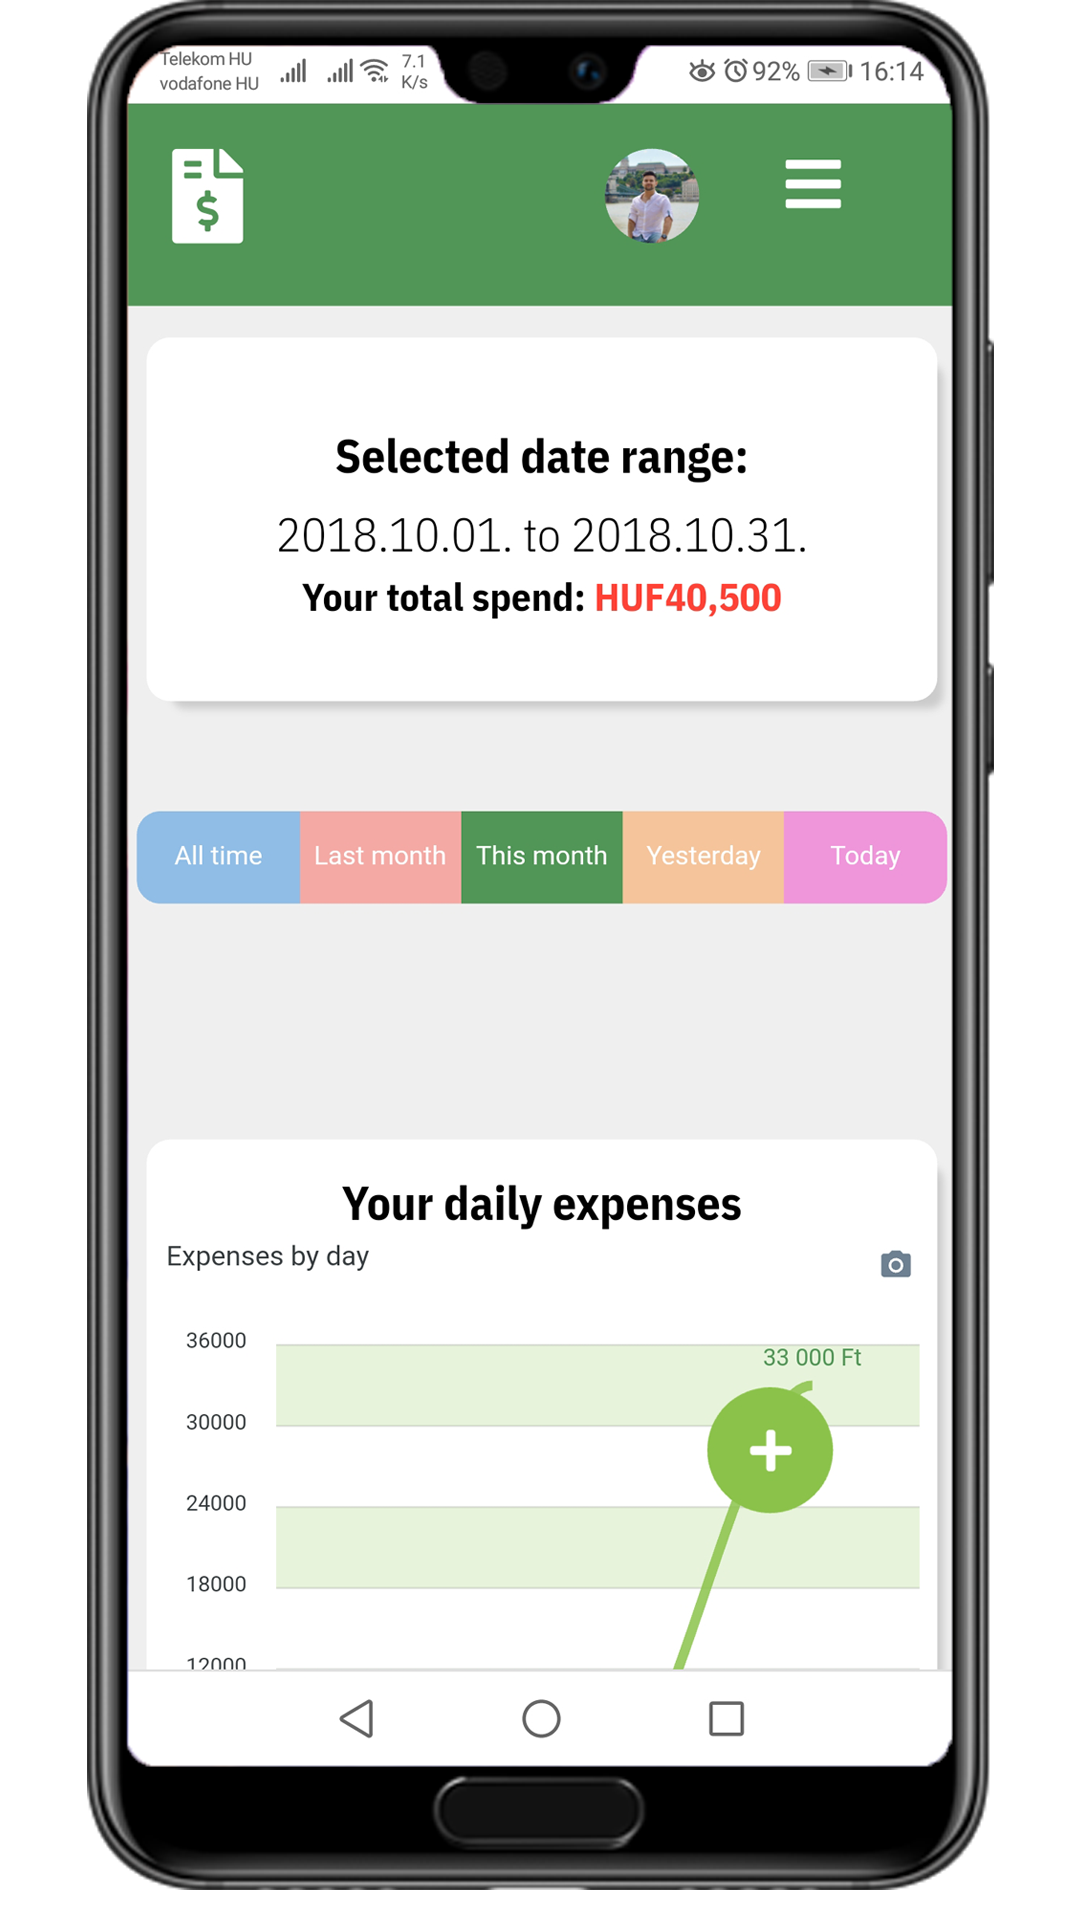 Telekom HU
vodafone HU
7.1
K/s
92%
16:14
$
Selected date range:
2018.10.01. to 2018.10.31.
Your total spend: HUF40,500
All time
Last month
This month
Yesterday
Today
Your daily expenses
Expenses by day
36000
33 000 Ft
30000
24000
18000
12000